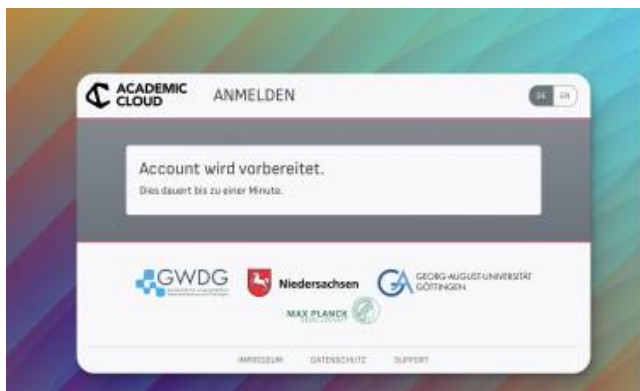 ACADEMIC
CLOUD
ANMELDEN
DE EN
Account wird vorbereitet.
Dies dauert bis zu einer Minute.
GWDG
Niedersachsen
GEORG-AUGUST-UNIVERSITÄT
GÖTTINGEN
MAX PLANCK
GESELLSCHAFT
IMPRESSUM DATENSCHUTZ SUPPORT